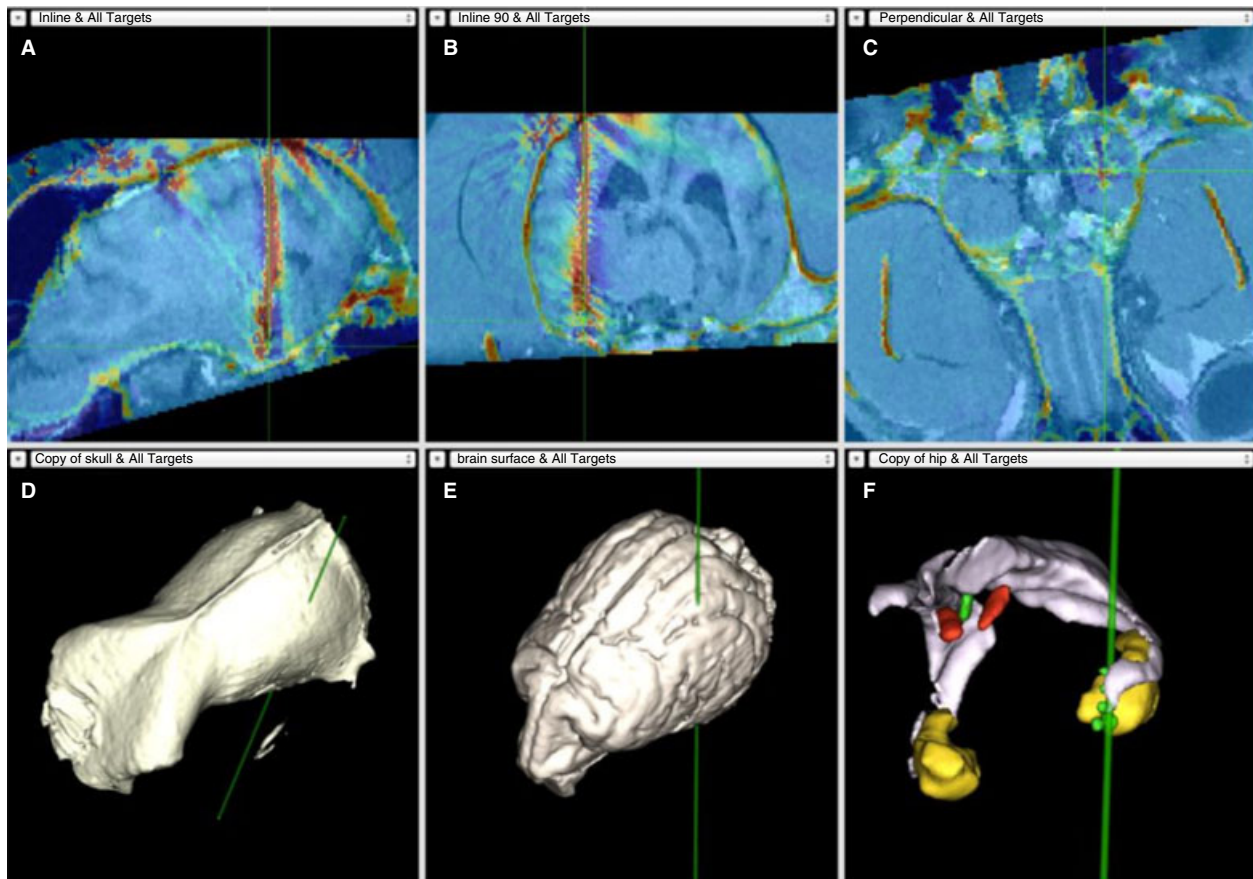 Inline & All Targets
Inline 90 & All Targets
Perpendicular & All Targets
A
B
C
Copy of skull & All Targets
brain surface & All Targets
Copy of hip & All Targets
D
E
F